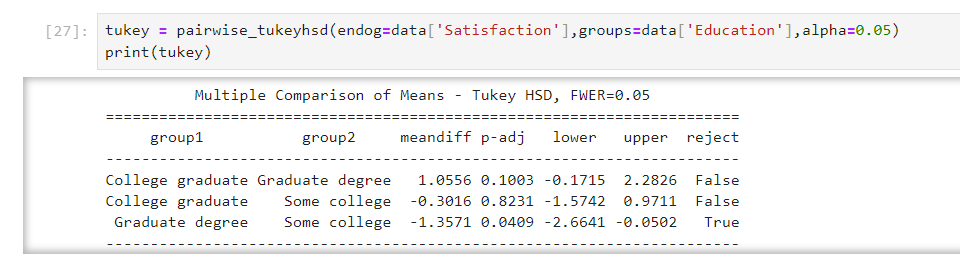 [27]: tukey = pairwise_tukeyhsd(endog=data['Satisfaction'],groups=data['Education'],alpha=0.05)
print(tukey)
Multiple Comparison of Means - Tukey HSD, FWER=0.05
=====================================================================
group1 group2 meandiff p-adj lower upper reject
---------------------------------------------------------------------
College graduate Graduate degree 1.0556 0.1003 -0.1715 2.2826 False
College graduate Some college -0.3016 0.8231 -1.5742 0.9711 False
Graduate degree Some college -1.3571 0.0409 -2.6641 -0.0502 True
---------------------------------------------------------------------